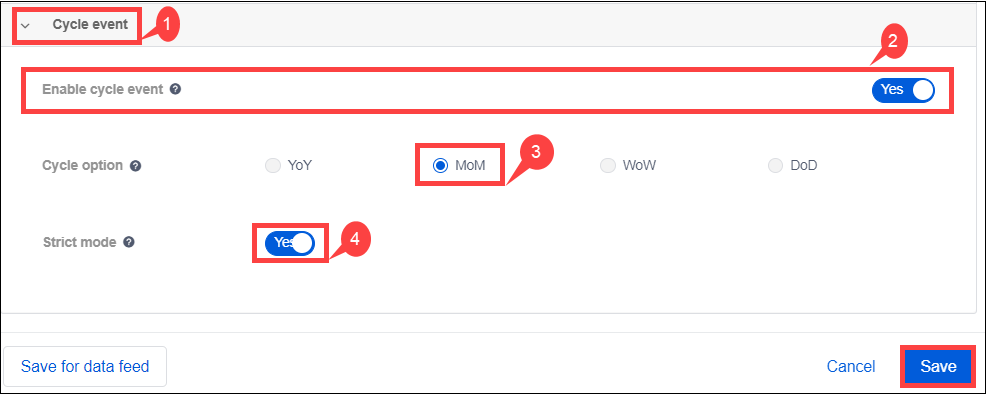 Cycle event 1
2
Enable cycle event ? Yes
Cycle option ? YoY MoM WoW DoD
3
Strict mode ? Yes 4
Save for data feed Cancel Save